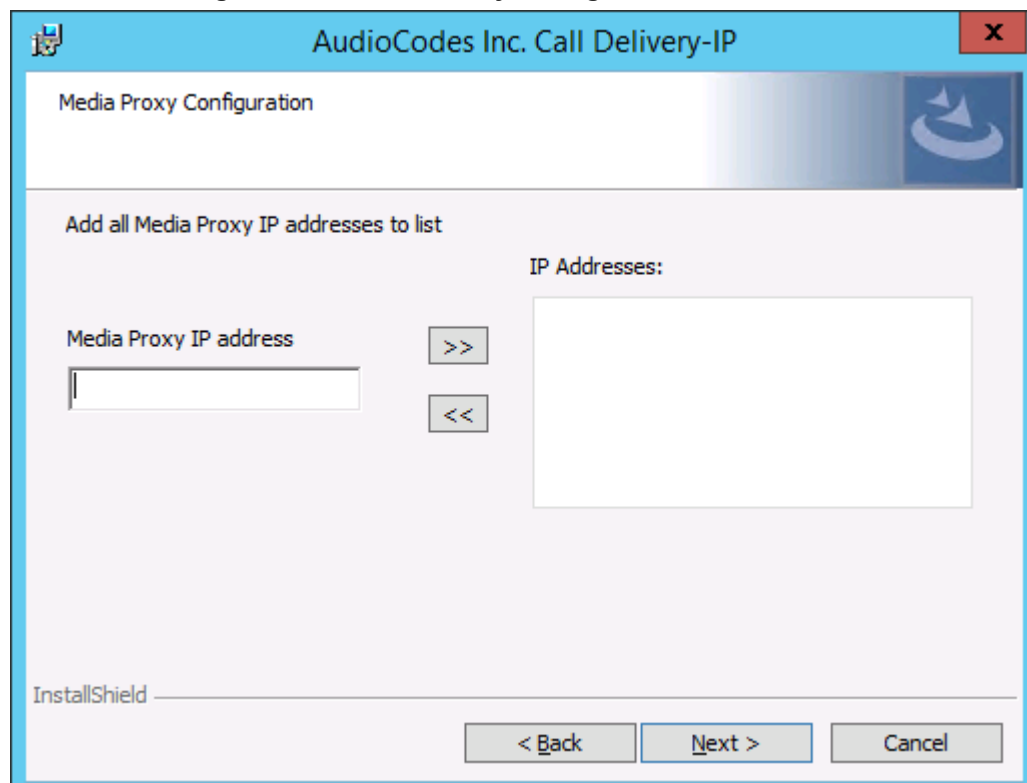 AudioCodes Inc. Call Delivery-IP
x
Media Proxy Configuration
Add all Media Proxy IP addresses to list
IP Addresses:
Media Proxy IP address
>>
<<
InstallShield
< Back
Next >
Cancel